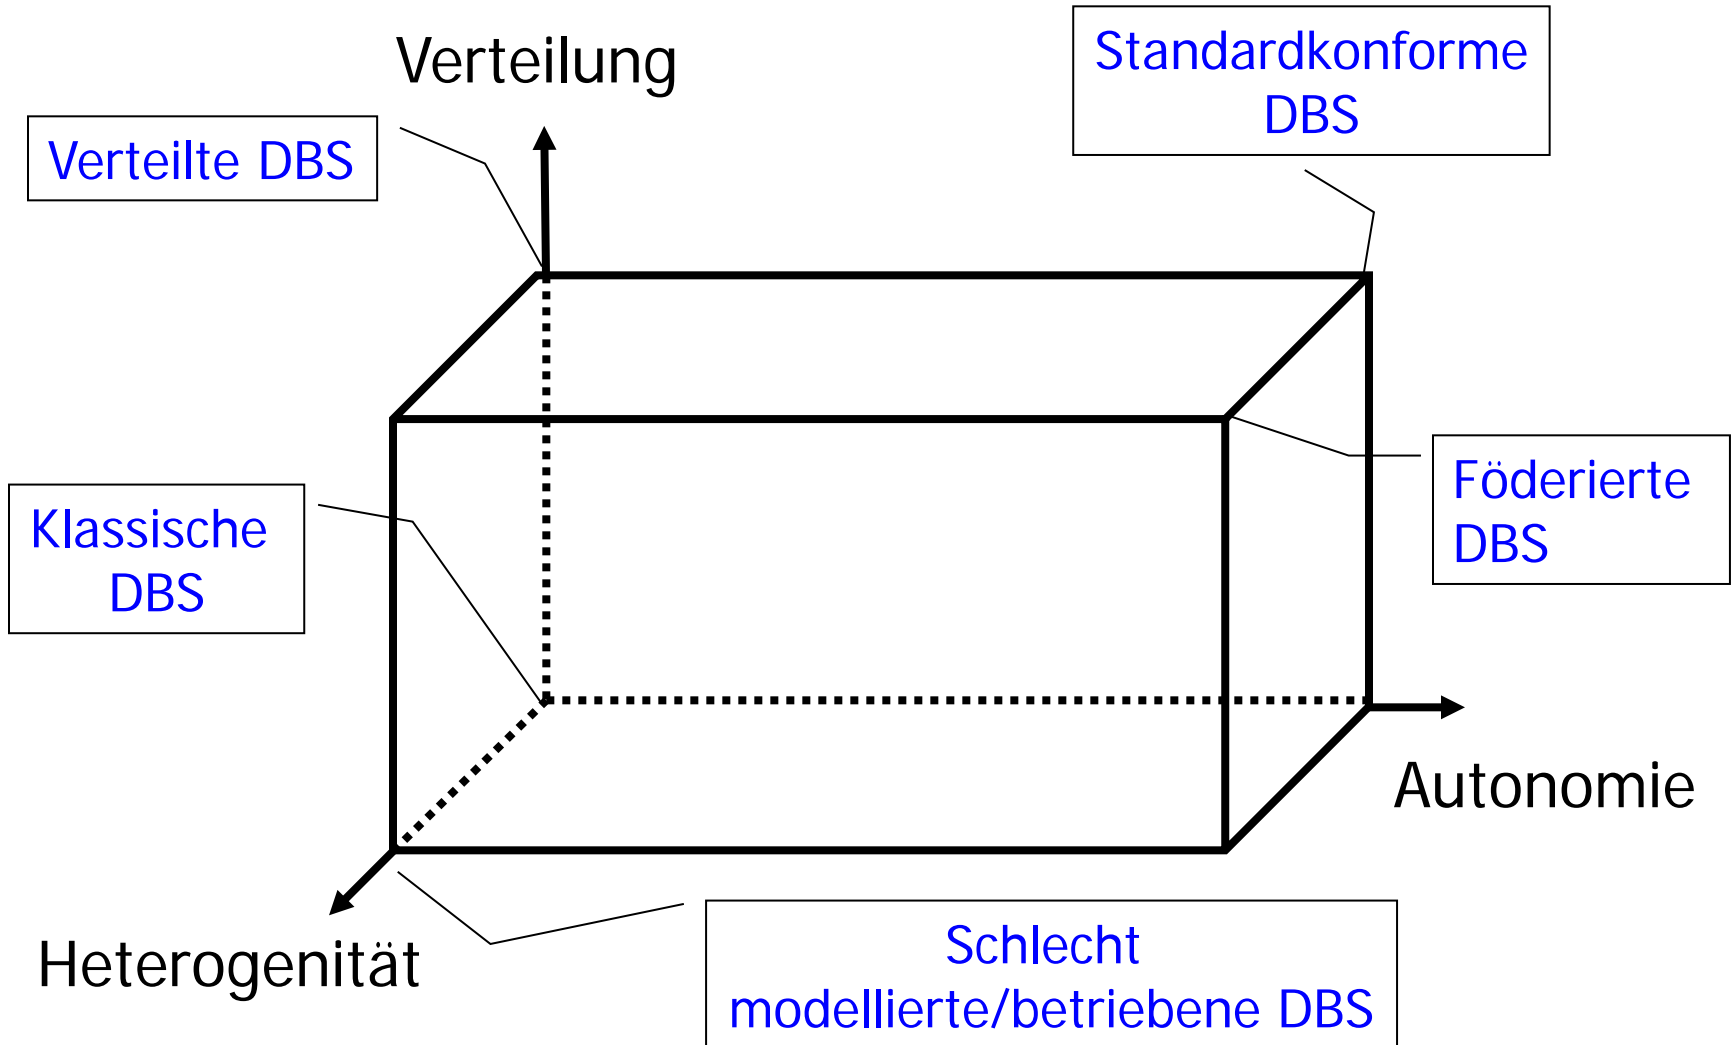 Verteilung
Standardkonforme
DBS
Verteilte DBS
Klassische
DBS
Föderierte
DBS
Autonomie
Heterogenität
Schlecht
modellierte/betriebene DBS